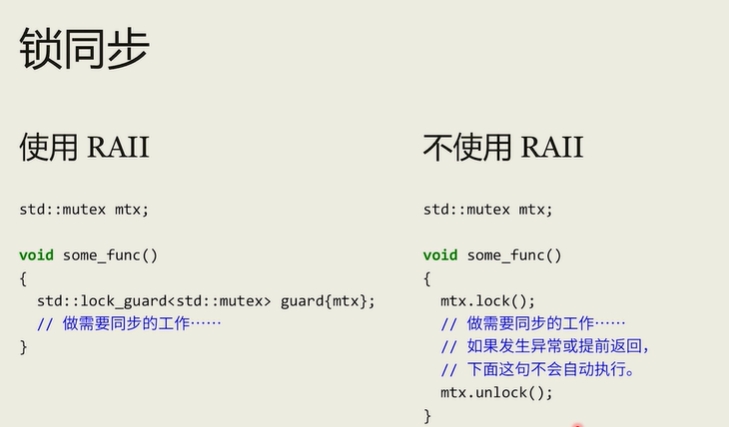 锁同步
使用 RAII
std::mutex mtx;
void some_func()
{
std::lock_guard<std::mutex> guard{mtx};
// 做需要同步的工作……
}
不使用 RAII
std::mutex mtx;
void some_func()
{
mtx.lock();
// 做需要同步的工作……
// 如果发生异常或提前返回，
// 下面这句不会自动执行。
mtx.unlock();
}